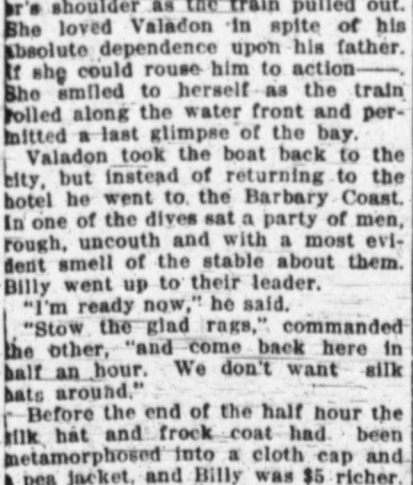 er's shoulder as the train pulled out.
She loved Valadon in spite of his
absolute dependence upon his father.
If she could rouse him to action——.
She smiled to herself as the train
rolled along the water front and per-
mitted a last glimpse of the bay.
Valadon took the boat back to the
city, but instead of returning to the
hotel he went to the Barbary Coast.
In one of the dives sat a party of men,
rough, uncouth and with a most evi-
dent smell of the stable about them.
Billy went up to their leader.
"I'm ready now," he said.
"Stow the glad rags," commanded
the other, "and come back here in
half an hour. We don't want silk
hats around."
Before the end of the half hour the
silk hat and frock coat had been
metamorphosed into a cloth cap and
a pea jacket, and Billy was $5 richer.